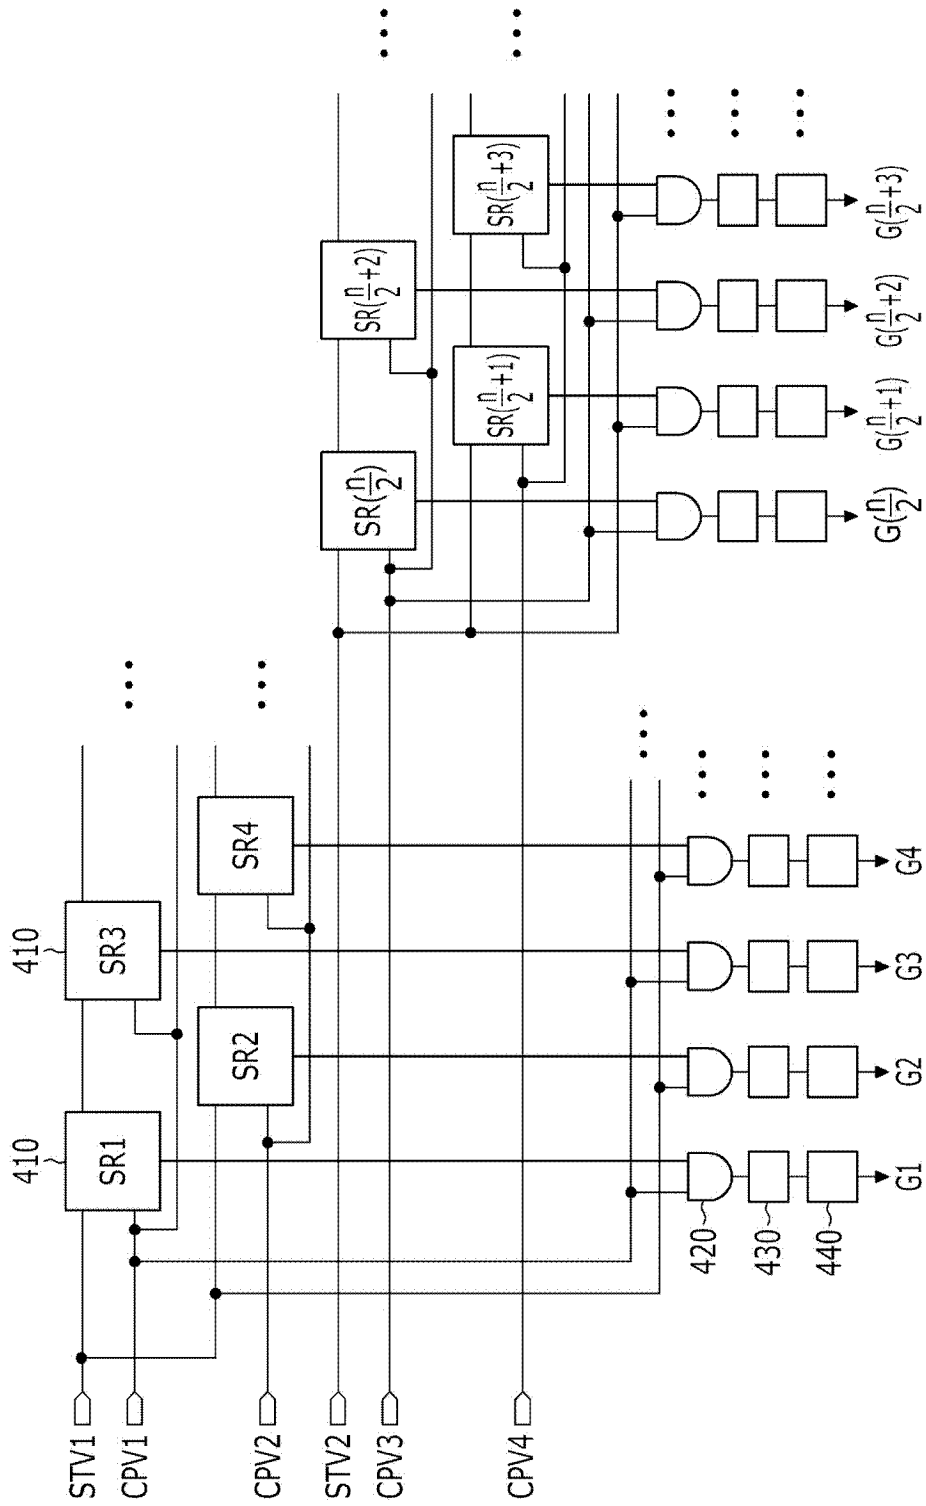 STV1
CPV1
CPV2
STV2
CPV3
CPV4
410
410
SR1
SR3
SR2
SR4
SR(n/2)
SR(n/2+2)
SR(n/2+1)
SR(n/2+3)
420
430
440
G1
G2
G3
G4
G(n/2)
G(n/2+1)
G(n/2+2)
G(n/2+3)